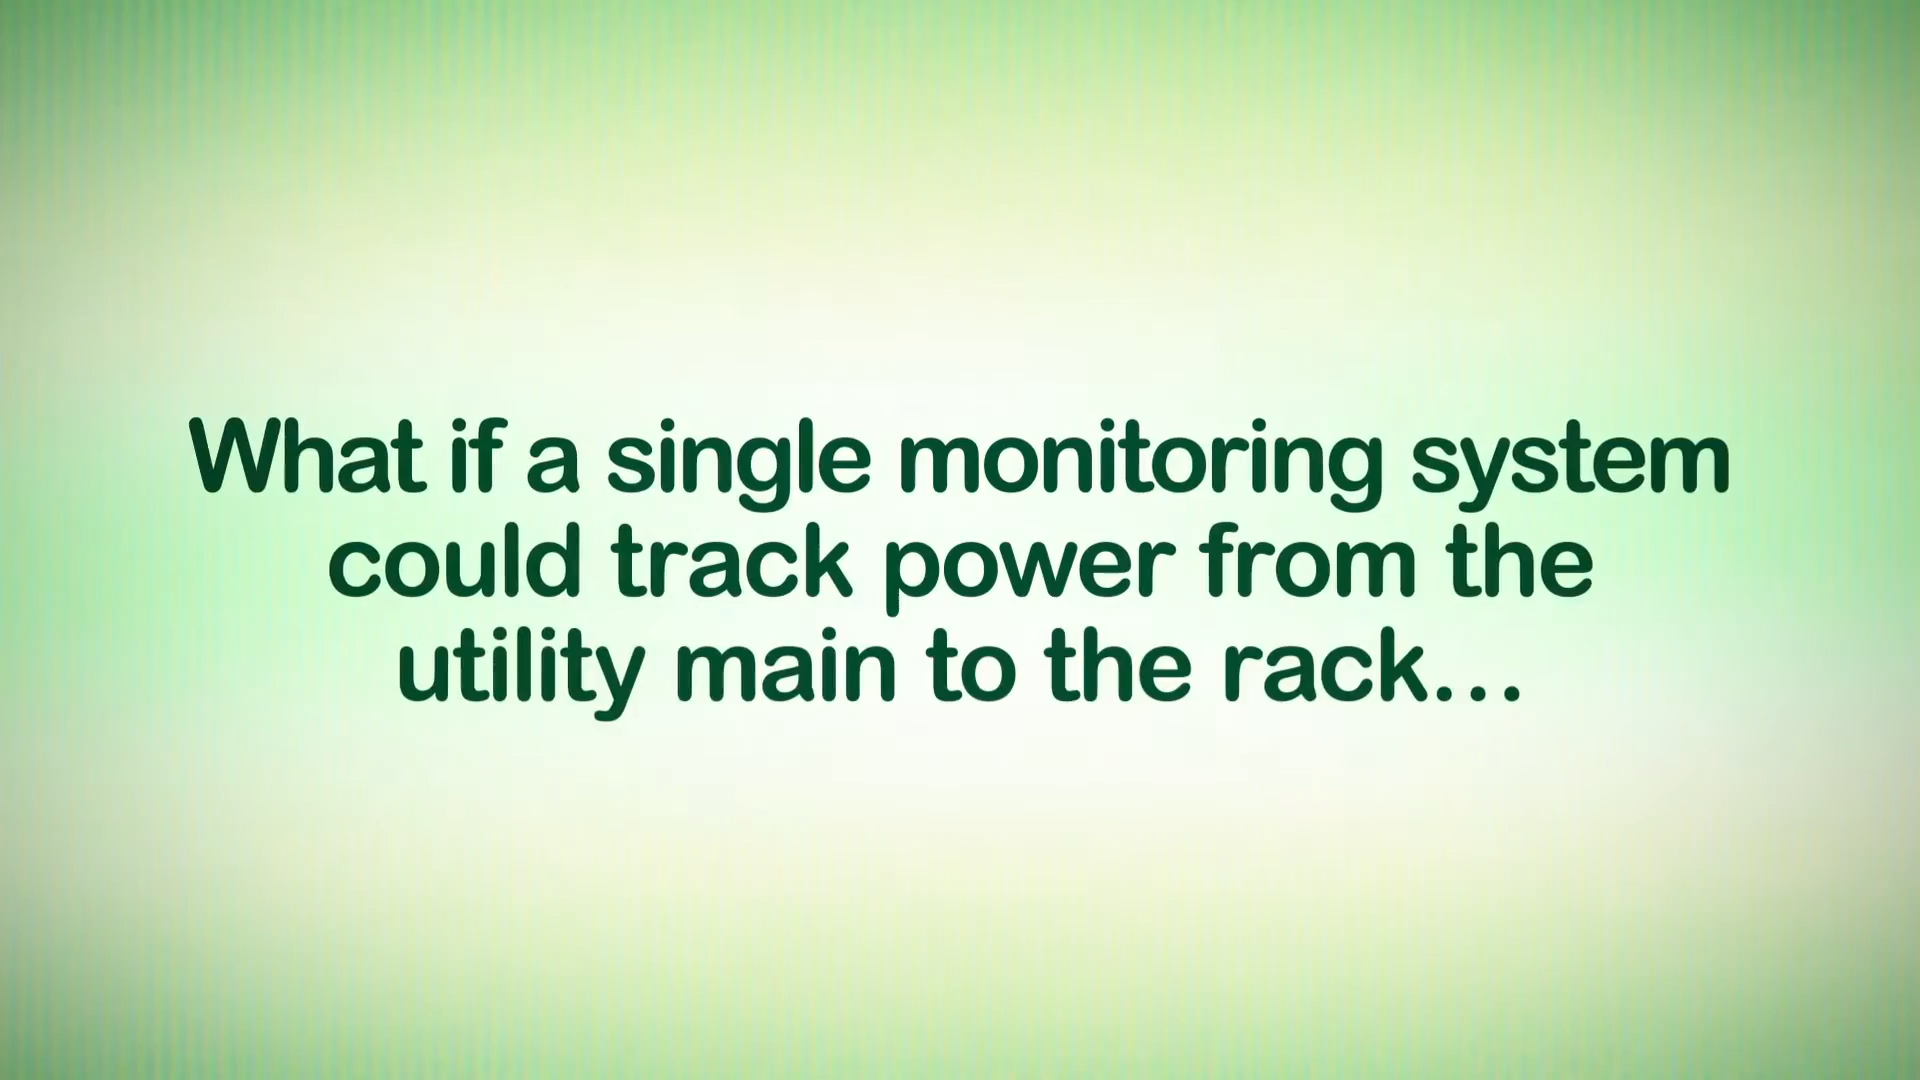 What if a single monitoring system
could track power from the
utility main to the rack…